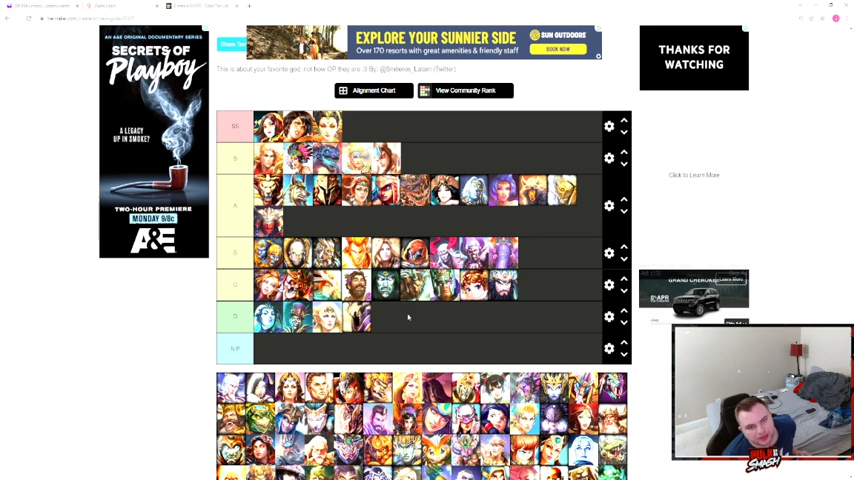 AN A&E ORIGINAL DOCUMENTARY SERIES
SECRETS OF
Playboy
A LEGACY
UP IN SMOKE?
TWO-HOUR PREMIERE
MONDAY 9/8c
A&E
EXPLORE YOUR SUNNIER SIDE
Over 170 resorts with great amenities & friendly staff
SUN OUTDOORS
BOOK NOW
This is about your favorite god, not how OP they are :3 By:
Alignment Chart
View Community Rank
SS
S
A
B
C
D
N/P
THANKS FOR
WATCHING
Click to Learn More
GRAND CHEROKEE
0% APR
HULK
SMASH